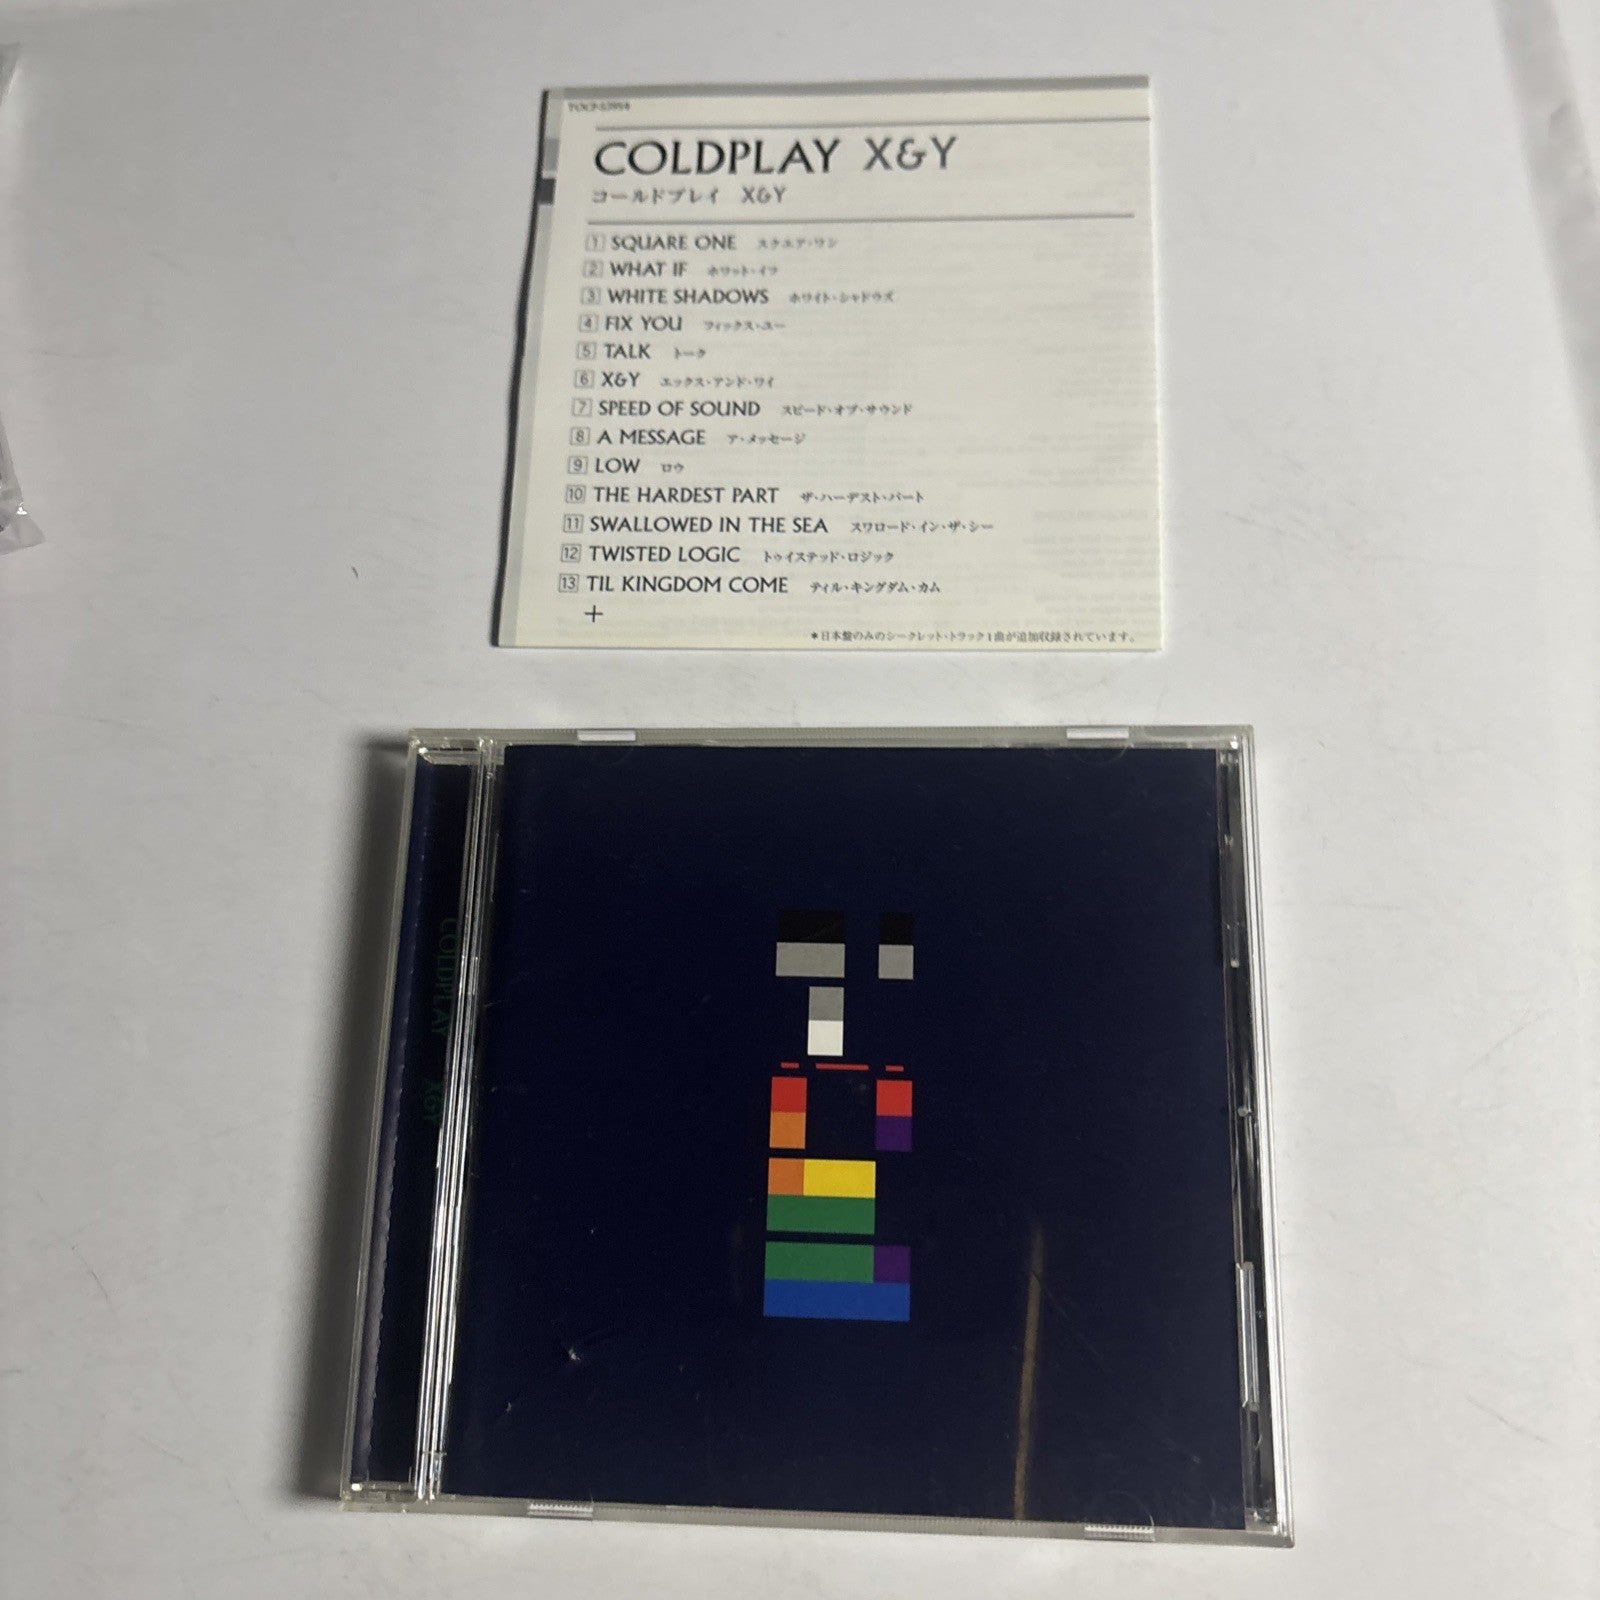 COLDPLAY X&Y
コールドプレイ X&Y
1 SQUARE ONE スクエア・ワン
2 WHAT IF ホワット・イフ
3 WHITE SHADOWS ホワイト・シャドウズ
4 FIX YOU フィックス・ユー
5 TALK トーク
6 X&Y エックス・アンド・ワイ
7 SPEED OF SOUND スピード・オブ・サウンド
8 A MESSAGE ア・メッセージ
9 LOW ロウ
10 THE HARDEST PART ザ・ハーデスト・パート
11 SWALLOWED IN THE SEA スワロード・イン・ザ・シー
12 TWISTED LOGIC トゥイステッド・ロジック
13 TIL KINGDOM COME ティル・キングダム・カム
+
*日本盤のみのシークレット・トラック1曲が追加収録されています。
COLDPLAY X&Y